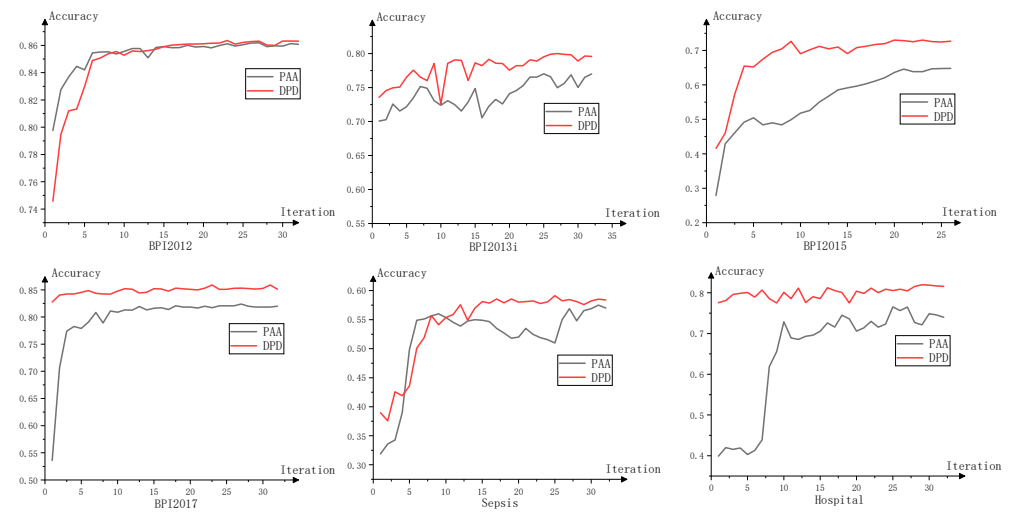 Accuracy
0.86
0.84
0.82
0.80
0.78
0.76
0.74
PAA
DPD
Iteration
0 5 10 15 20 25 30
BPI2012
Accuracy
0.80
0.75
0.70
0.65
0.60
0.55
PAA
DPD
Iteration
0 5 10 15 20 25 30 35
BPI2013i
Accuracy
0.7
0.6
0.5
0.4
0.3
0.2
PAA
DPD
Iteration
0 5 10 15 20 25
BPI2015
Accuracy
0.85
0.80
0.75
0.70
0.65
0.60
0.55
0.50
PAA
DPD
Iteration
0 5 10 15 20 25 30
BPI2017
Accuracy
0.60
0.55
0.50
0.45
0.40
0.35
0.30
PAA
DPD
Iteration
0 5 10 15 20 25 30
Sepsis
Accuracy
0.8
0.7
0.6
0.5
0.4
PAA
DPD
Iteration
0 5 10 15 20 25 30
Hospital